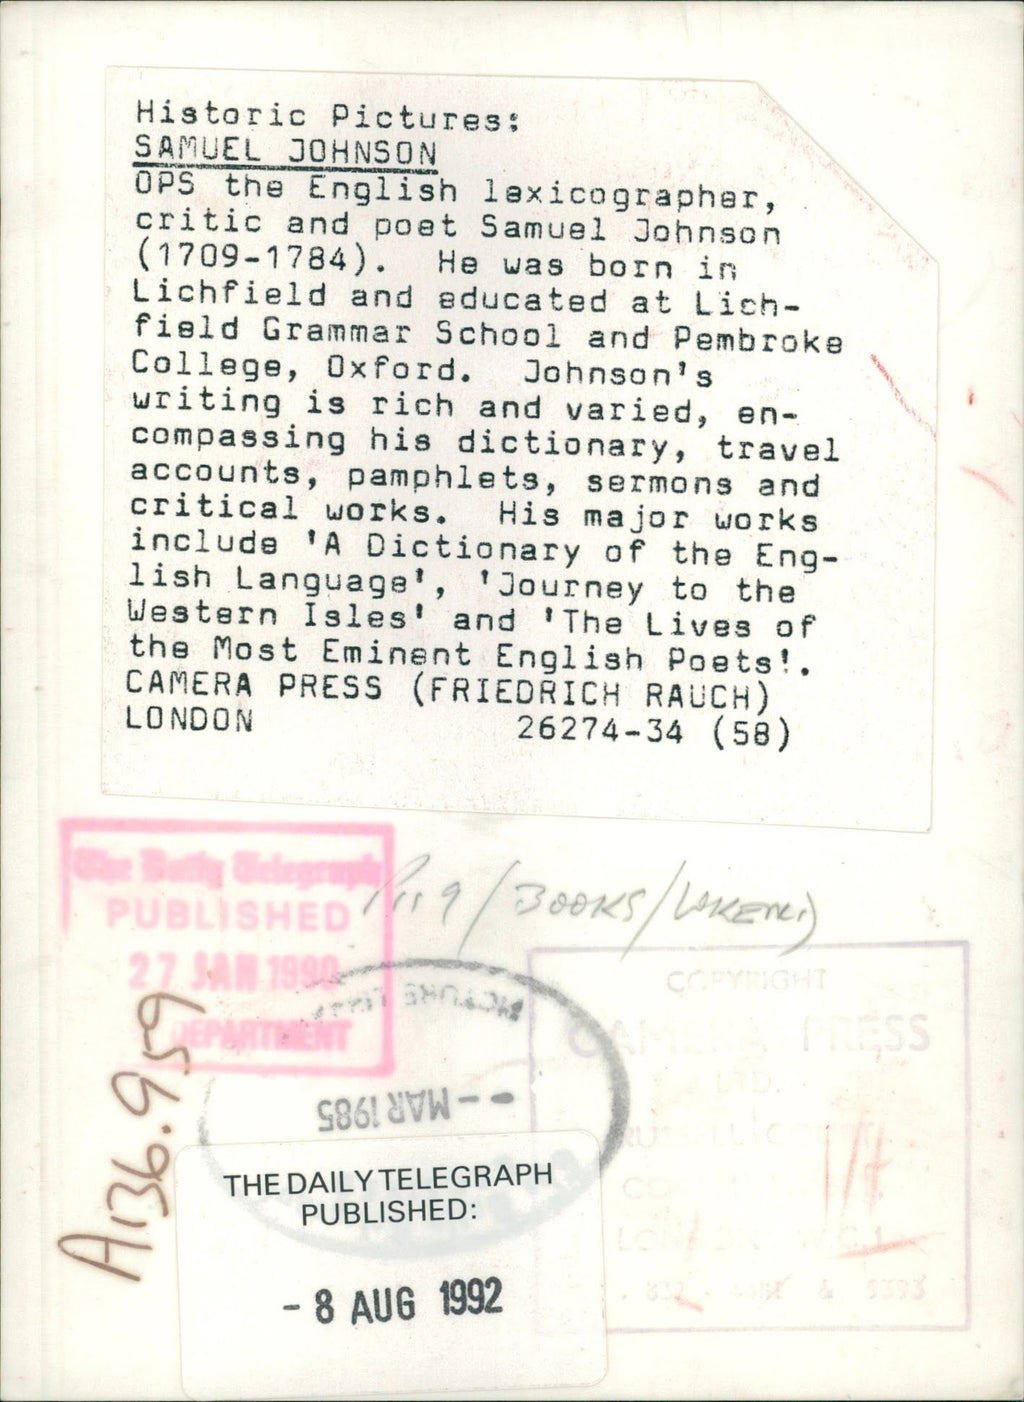 Historic Pictures:
SAMUEL JOHNSON
OPS the English lexicographer,
critic and poet Samuel Johnson
(1709-1784). He was born in
Lichfield and educated at Lich-
field Grammar School and Pembroke
College, Oxford. Johnson's
writing is rich and varied, en-
compassing his dictionary, travel
accounts, pamphlets, sermons and
critical works. His major works
include 'A Dictionary of the Eng-
lish Language', 'Journey to the
Western Isles' and 'The Lives of
the Most Eminent English Poets'.
CAMERA PRESS (FRIEDRICH RAUCH)
LONDON 26274-34 (58)
The Daily Telegraph
PUBLISHED
27 JAN 1990
DEPARTMENT
/BOOKS/
COPYRIGHT
CAMERA PRESS
LTD.
LONDON W.C.1
PICTURE
-- MAR 1985
A136.959
THE DAILY TELEGRAPH
PUBLISHED:
- 8 AUG 1992